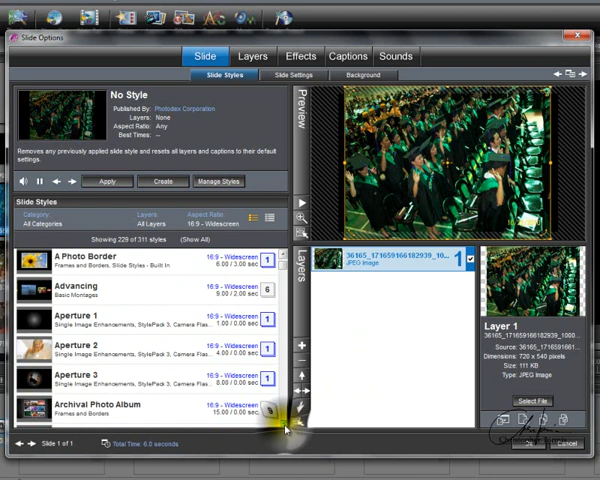 Slide Options
Slide
Layers
Effects
Captions
Sounds
Slide Styles
Slide Settings
Background
No Style
Published By: Photodex Corporation
Layers: None
Aspect Ratio: Any
Best Times: --
Removes any previously applied slide style and resets all layers and captions to their default
settings.
Apply
Create
Manage Styles
Preview
Slide Styles
Category:
All Categories
Layers:
All Layers
Aspect Ratio
16:9 - Widescreen
Showing 229 of 311 styles (Show All)
A Photo Border
Frames and Borders, Slide Styles - Built In
16:9 - Widescreen
6.00 / 3.00 sec
1
Advancing
Basic Montages
16:9 - Widescreen
9.00 / 2.00 sec
6
Aperture 1
Single Image Enhancements, StylePack 3, Camera Flas...
16:9 - Widescreen
1.00 / 0.00 sec
1
Aperture 2
Single Image Enhancements, StylePack 3, Camera Flas...
16:9 - Widescreen
4.00 / 0.00 sec
1
Aperture 3
Single Image Enhancements, StylePack 3, Camera Flas...
16:9 - Widescreen
8.00 / 0.00 sec
1
Archival Photo Album
Frames and Borders
16:9 - Widescreen
15.00 / 0.00 sec
Layers
36165_171659166182939_10...
JPEG Image
1
Layer 1
36165_171659166182939_1000...
Source: 36165_1716591661...
Dimensions: 720 x 540 pixels
Size: 111 KB
Type: JPEG Image
Select File
Slide 1 of 1
Total Time: 6.0 seconds
Ok
Cancel